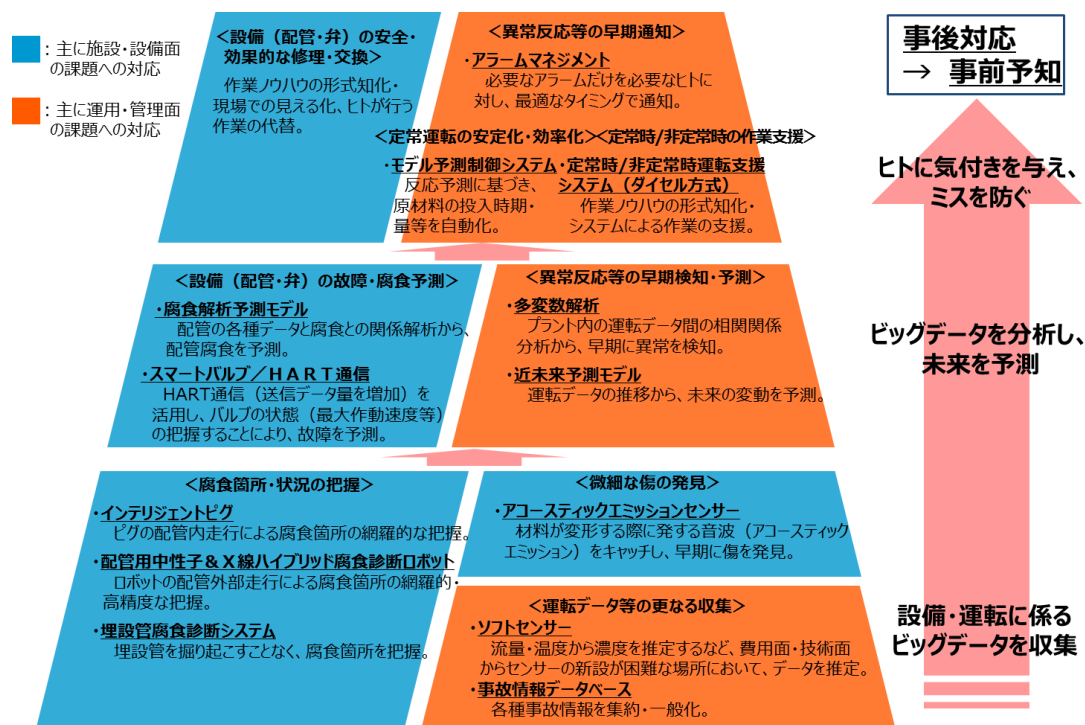 ：主に施設・設備面
の課題への対応
：主に運用・管理面
の課題への対応
＜設備（配管・弁）の安全・
効果的な修理・交換＞
作業ノウハウの形式知化・
現場での見える化、ヒトが行う
作業の代替。
＜異常反応等の早期通知＞
・アラームマネジメント
必要なアラームだけを必要なヒトに
対し、最適なタイミングで通知。
＜定常運転の安定化・効率化＞
・モデル予測制御システム
反応予測に基づき、
原材料の投入時期・
量等を自動化。
＜定常時/非定常時の作業支援＞
・定常時/非定常時運転支援
システム（ダイセル方式）
作業ノウハウの形式知化・
システムによる作業の支援。
＜設備（配管・弁）の故障・腐食予測＞
・腐食解析予測モデル
配管の各種データと腐食との関係解析から、
配管腐食を予測。
・スマートバルブ／ＨＡＲＴ通信
HART通信（送信データ量を増加）を
活用し、バルブの状態（最大作動速度等）
の把握することにより、故障を予測。
＜異常反応等の早期検知・予測＞
・多変数解析
プラント内の運転データ間の相関関係
分析から、早期に異常を検知。
・近未来予測モデル
運転データの推移から、未来の変動を予測。
＜腐食箇所・状況の把握＞
・インテリジェントピグ
ピグの配管内走行による腐食箇所の網羅的な把握。
・配管用中性子＆Ｘ線ハイブリッド腐食診断ロボット
ロボットの配管外部走行による腐食箇所の網羅的・
高精度な把握。
・埋設管腐食診断システム
埋設管を掘り起こすことなく、腐食箇所を把握。
＜微細な傷の発見＞
・アコースティックエミッションセンサー
材料が変形する際に発する音波（アコースティック
エミッション）をキャッチし、早期に傷を発見。
＜運転データ等の更なる収集＞
・ソフトセンサー
流量・温度から濃度を推定するなど、費用面・技術面
からセンサーの新設が困難な場所において、データを推定。
・事故情報データベース
各種事故情報を集約・一般化。
事後対応
→ 事前予知
ヒトに気付きを与え、
ミスを防ぐ
ビッグデータを分析し、
未来を予測
設備・運転に係る
ビッグデータを収集